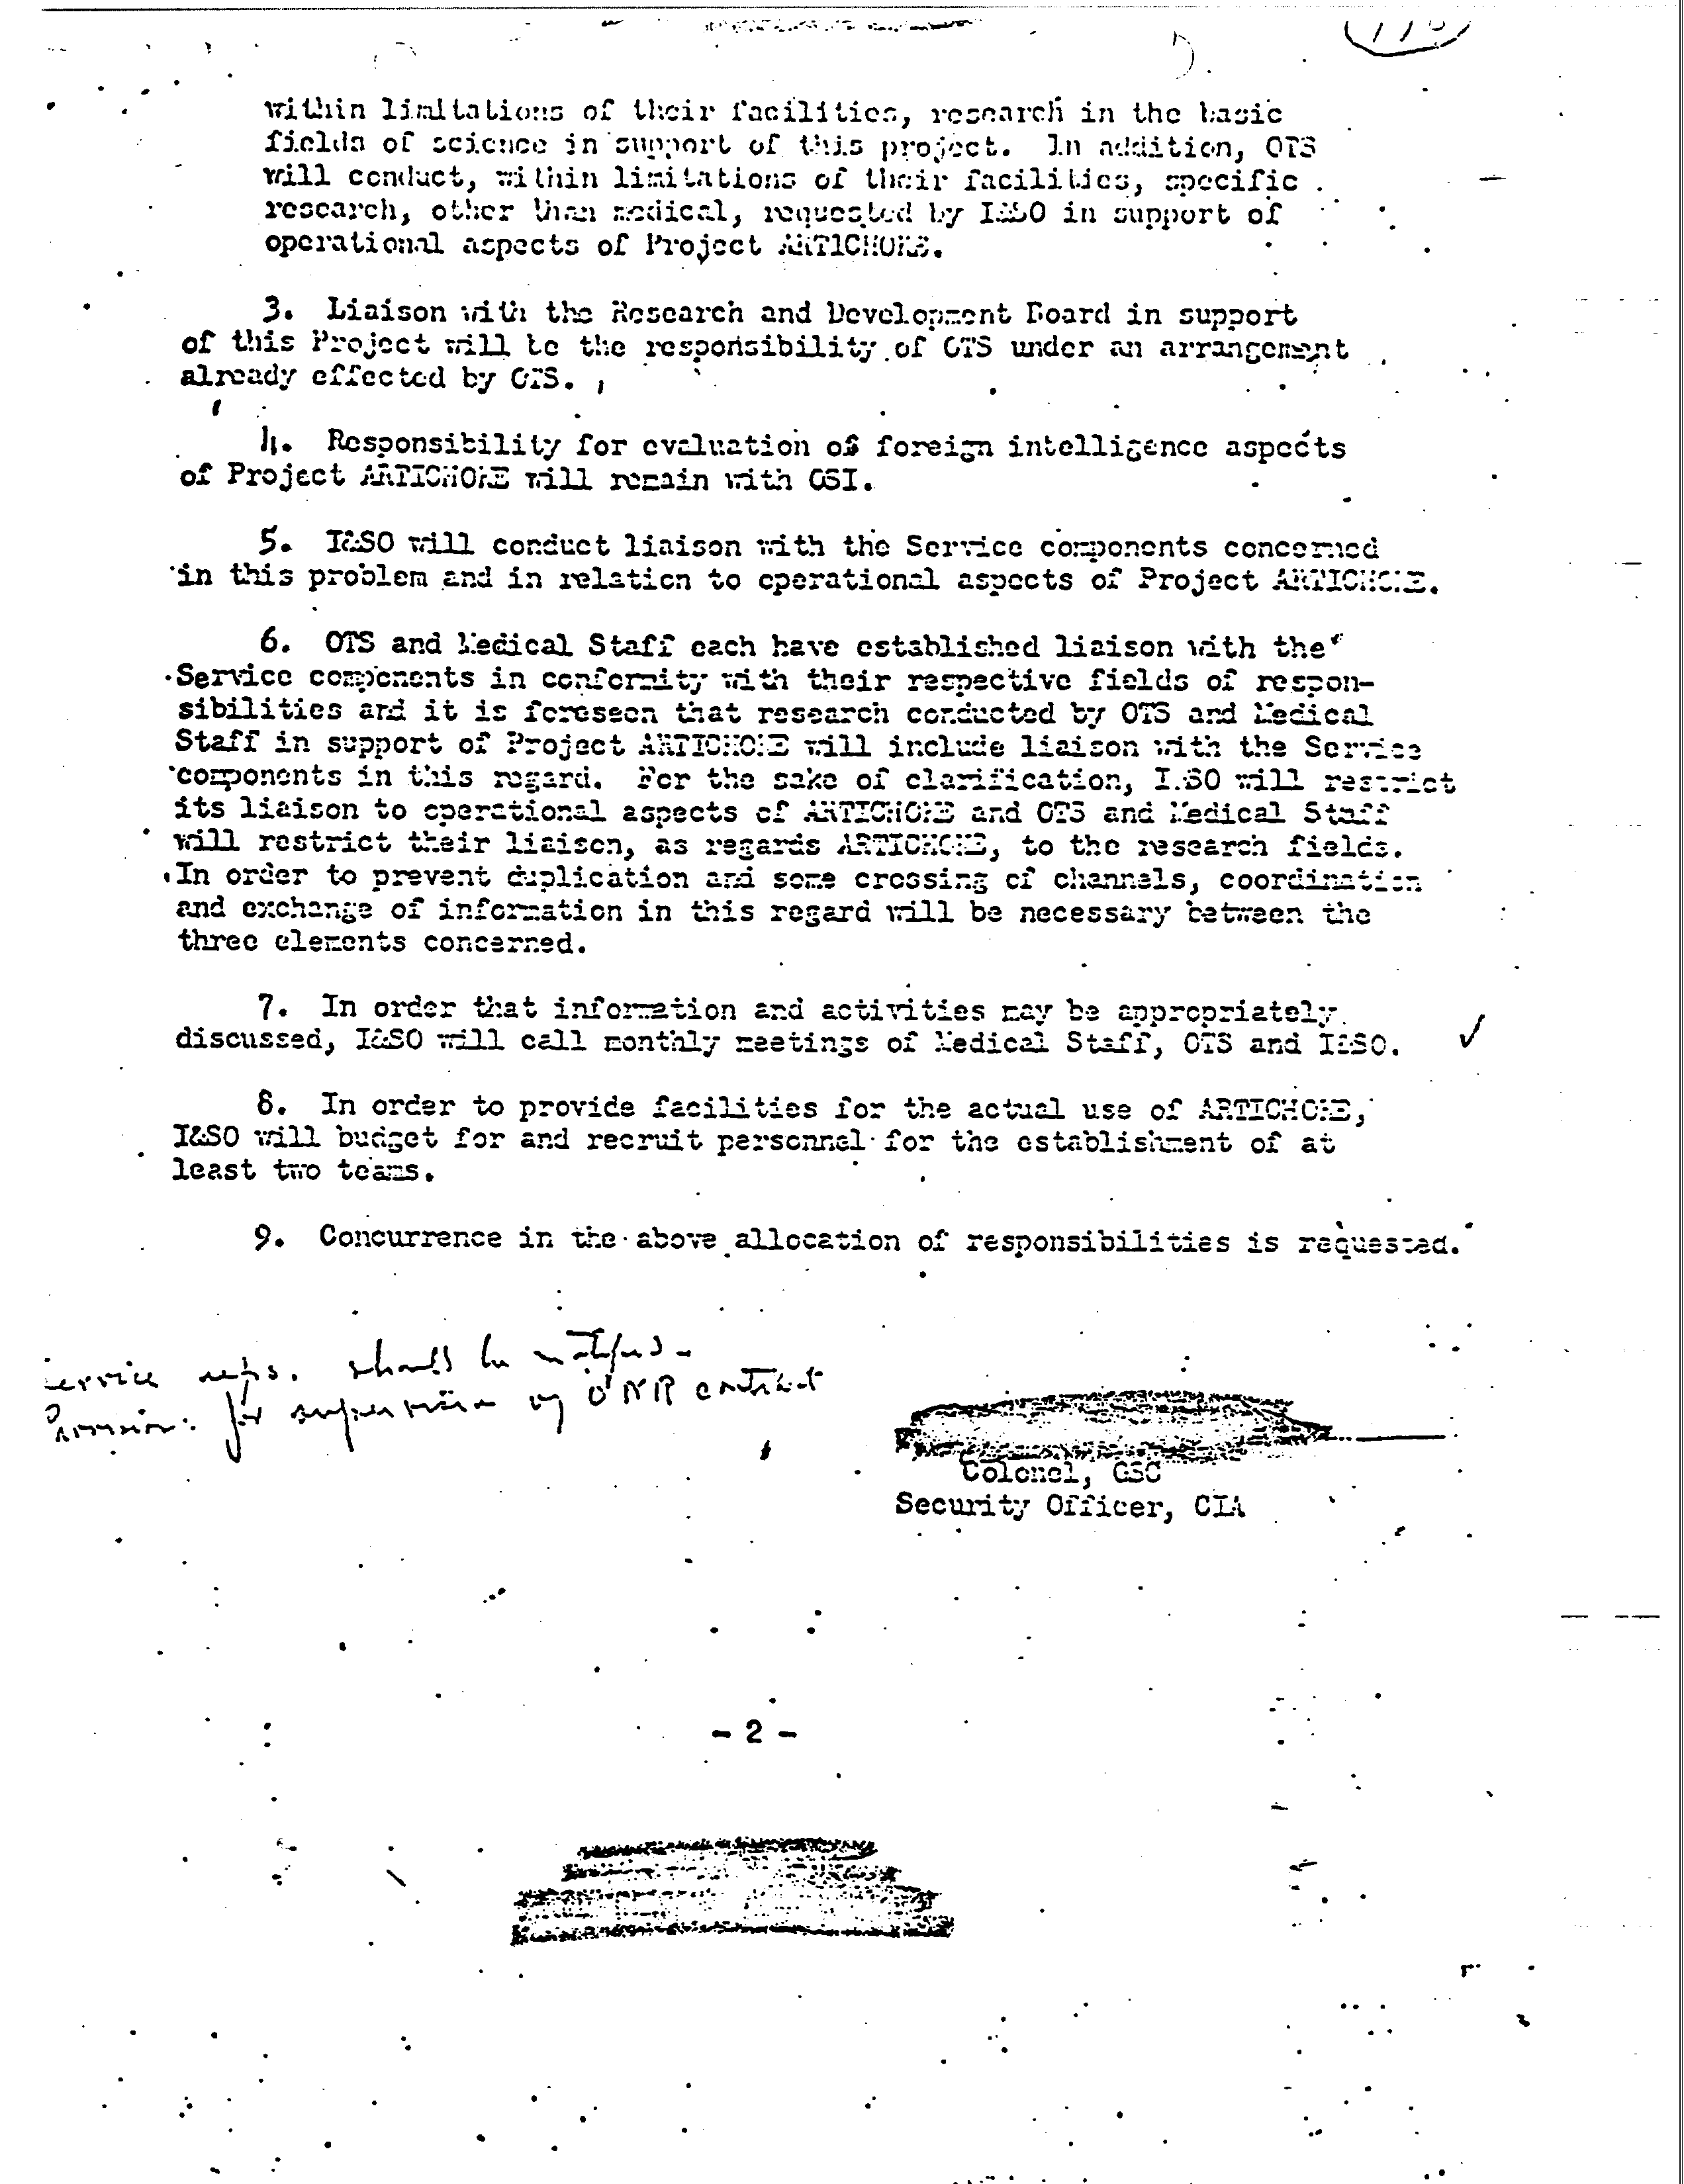 within limitations of their facilities, research in the basic
fields of science in support of this project. In addition, OTS
will conduct, within limitations of their facilities, specific
research, other than medical, requested by I&SO in support of
operational aspects of Project ARTICHOKE.
3. Liaison with the Research and Development Board in support
of this Project will be the responsibility of OTS under an arrangement
already effected by OTS.
4. Responsibility for evaluation of foreign intelligence aspects
of Project ARTICHOKE will remain with OSI.
5. I&SO will conduct liaison with the Service components concerned
in this problem and in relation to operational aspects of Project ARTICHOKE.
6. OTS and Medical Staff each have established liaison with the
Service components in conformity with their respective fields of respon-
sibilities and it is foreseen that research conducted by OTS and Medical
Staff in support of Project ARTICHOKE will include liaison with the Service
components in this regard. For the sake of clarification, I&SO will restrict
its liaison to operational aspects of ARTICHOKE and OTS and Medical Staff
will restrict their liaison, as regards ARTICHOKE, to the research fields.
In order to prevent duplication and some crossing of channels, coordination
and exchange of information in this regard will be necessary between the
three elements concerned.
7. In order that information and activities may be appropriately
discussed, I&SO will call monthly meetings of Medical Staff, OTS and I&SO.
8. In order to provide facilities for the actual use of ARTICHOKE,
I&SO will budget for and recruit personnel for the establishment of at
least two teams.
9. Concurrence in the above allocation of responsibilities is requested.
Service reps. should be notified -
Provision: for supervision of ONR contract
Colonel, GSC
Security Officer, CIA
- 2 -